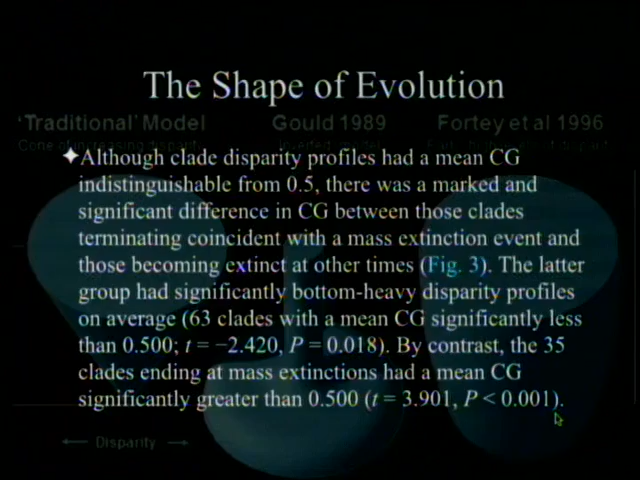 The Shape of Evolution
'Traditional' Model Gould 1989 Fortey et al 1996
✦Although clade disparity profiles had a mean CG
indistinguishable from 0.5, there was a marked and
significant difference in CG between those clades
terminating coincident with a mass extinction event and
those becoming extinct at other times (Fig. 3). The latter
group had significantly bottom-heavy disparity profiles
on average (63 clades with a mean CG significantly less
than 0.500; t = −2.420, P = 0.018). By contrast, the 35
clades ending at mass extinctions had a mean CG
significantly greater than 0.500 (t = 3.901, P < 0.001).
← Disparity →